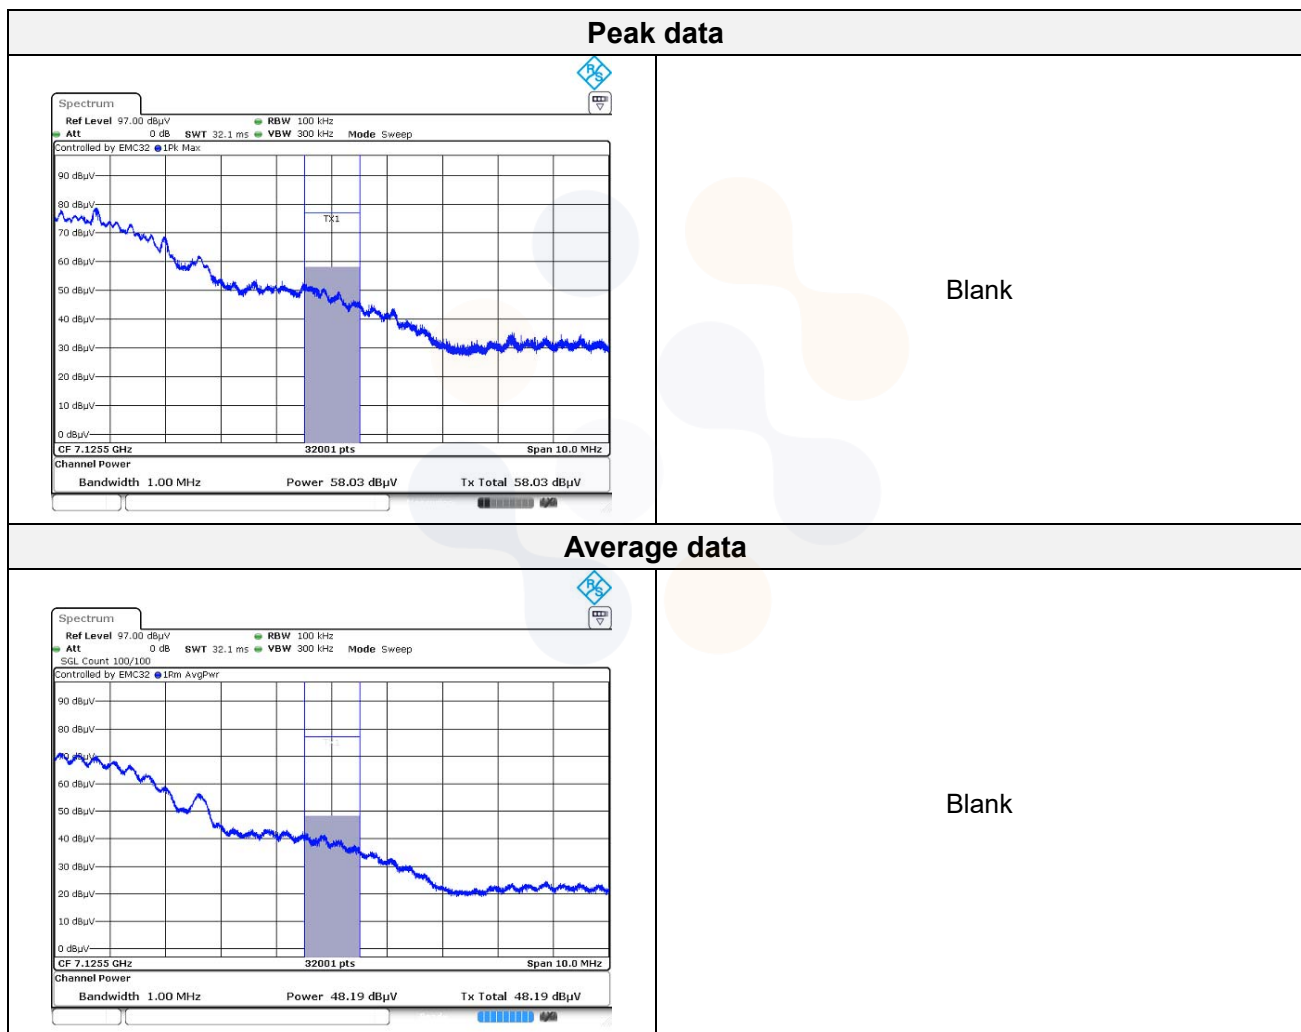 Peak data
R&S
Spectrum
Ref Level 97.00 dBµV RBW 100 kHz
Att 0 dB SWT 32.1 ms VBW 300 kHz Mode Sweep
Controlled by EMC32 1Pk Max
90 dBµV
80 dBµV
TX1
70 dBµV
60 dBµV
50 dBµV
40 dBµV
30 dBµV
20 dBµV
10 dBµV
0 dBµV
CF 7.1255 GHz 32001 pts Span 10.0 MHz
Channel Power
Bandwidth 1.00 MHz Power 58.03 dBµV Tx Total 58.03 dBµV
Blank
Average data
R&S
Spectrum
Ref Level 97.00 dBµV RBW 100 kHz
Att 0 dB SWT 32.1 ms VBW 300 kHz Mode Sweep
SGL Count 100/100
Controlled by EMC32 1Rm AvgPwr
90 dBµV
80 dBµV
TX1
70 dBµV
60 dBµV
50 dBµV
40 dBµV
30 dBµV
20 dBµV
10 dBµV
0 dBµV
CF 7.1255 GHz 32001 pts Span 10.0 MHz
Channel Power
Bandwidth 1.00 MHz Power 48.19 dBµV Tx Total 48.19 dBµV
Blank